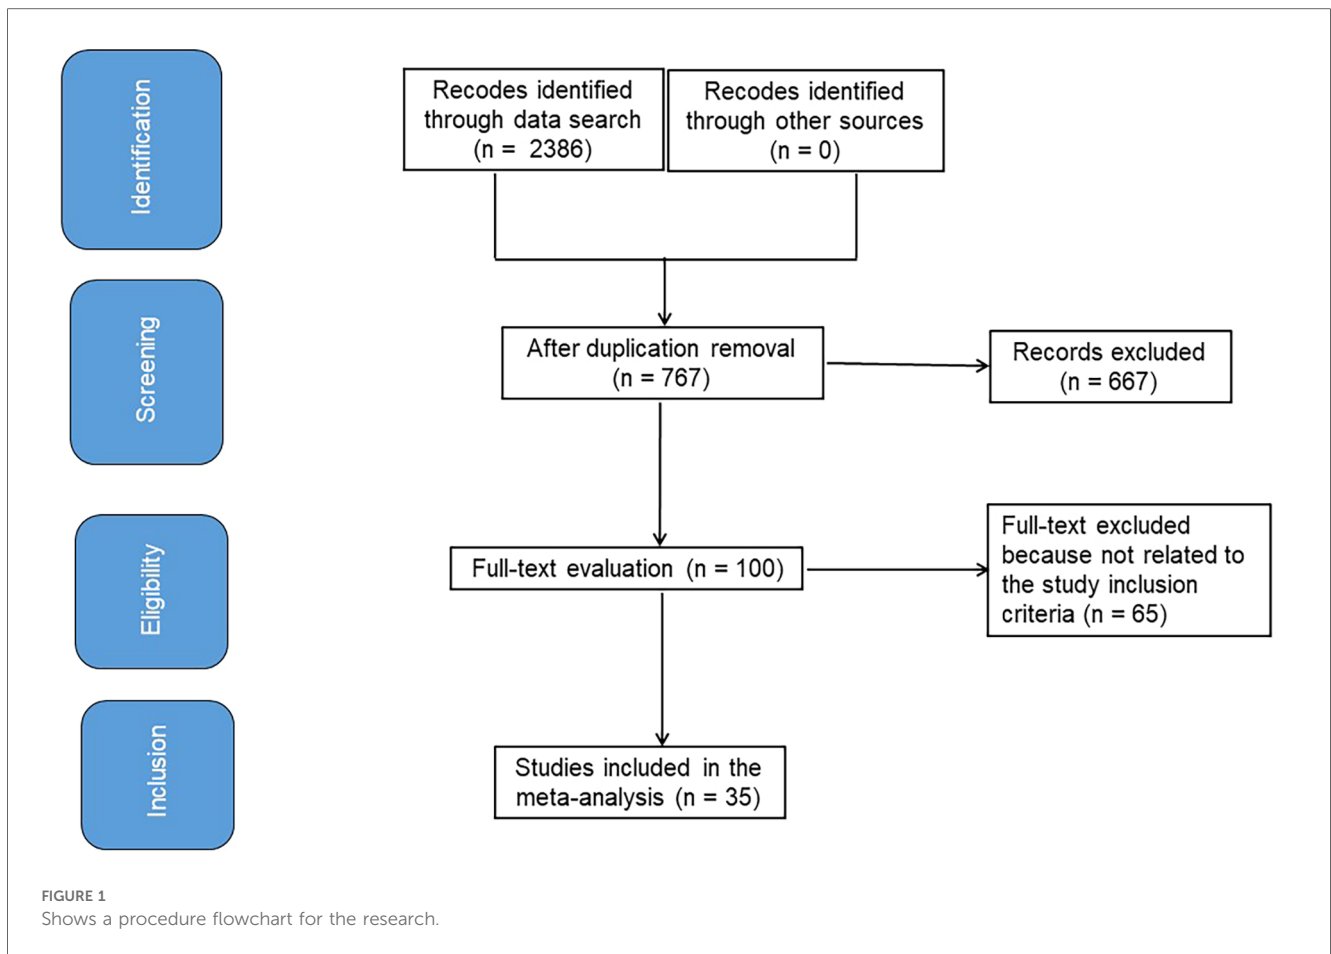 Identification
Recodes identified
through data search
(n = 2386)
Recodes identified
through other sources
(n = 0)
Screening
After duplication removal
(n = 767)
Records excluded
(n = 667)
Eligibility
Full-text evaluation (n = 100)
Full-text excluded
because not related to
the study inclusion
criteria (n = 65)
Inclusion
Studies included in the
meta-analysis (n = 35)
FIGURE 1
Shows a procedure flowchart for the research.